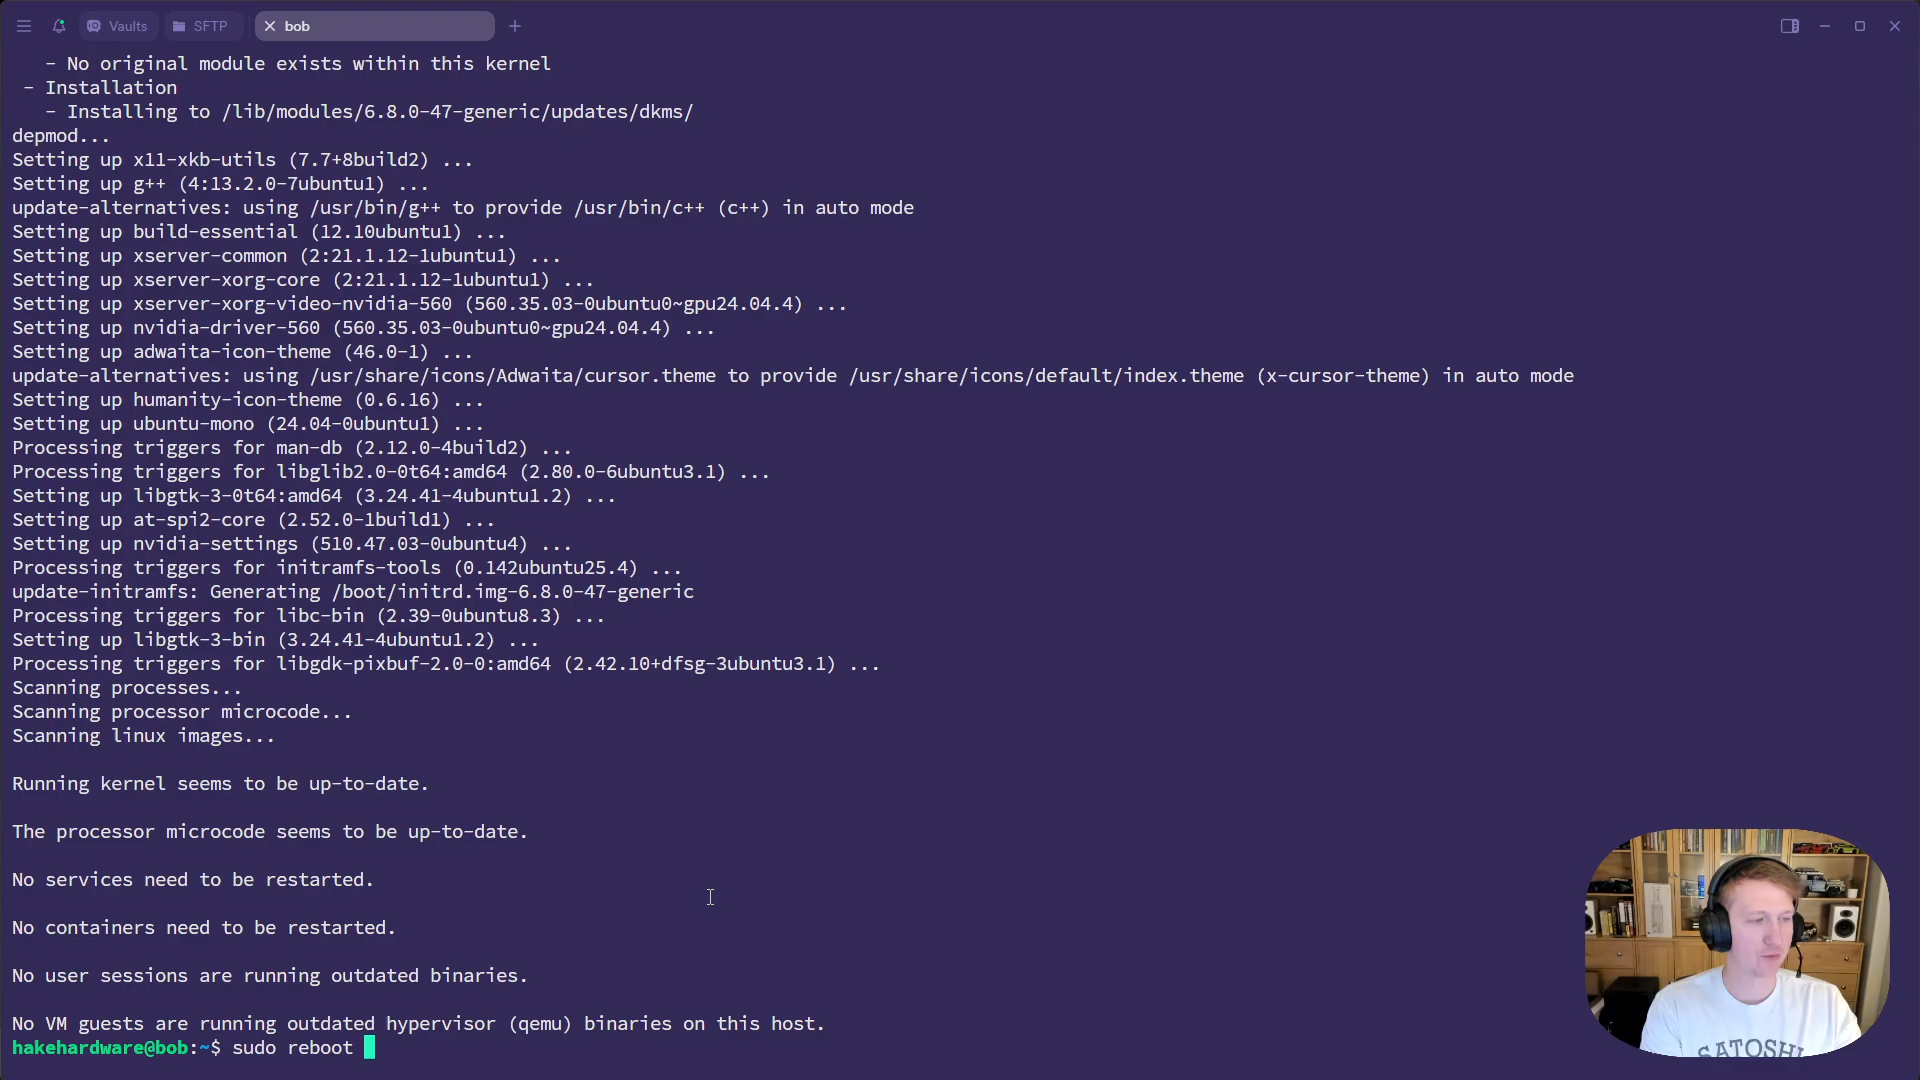 Vaults SFTP bob
- No original module exists within this kernel
- Installation
- Installing to /lib/modules/6.8.0-47-generic/updates/dkms/
depmod...
Setting up x11-xkb-utils (7.7+8build2) ...
Setting up g++ (4:13.2.0-7ubuntu1) ...
update-alternatives: using /usr/bin/g++ to provide /usr/bin/c++ (c++) in auto mode
Setting up build-essential (12.10ubuntu1) ...
Setting up xserver-common (2:21.1.12-1ubuntu1) ...
Setting up xserver-xorg-core (2:21.1.12-1ubuntu1) ...
Setting up xserver-xorg-video-nvidia-560 (560.35.03-0ubuntu0~gpu24.04.4) ...
Setting up nvidia-driver-560 (560.35.03-0ubuntu0~gpu24.04.4) ...
Setting up adwaita-icon-theme (46.0-1) ...
update-alternatives: using /usr/share/icons/Adwaita/cursor.theme to provide /usr/share/icons/default/index.theme (x-cursor-theme) in auto mode
Setting up humanity-icon-theme (0.6.16) ...
Setting up ubuntu-mono (24.04-0ubuntu1) ...
Processing triggers for man-db (2.12.0-4build2) ...
Processing triggers for libglib2.0-0t64:amd64 (2.80.0-6ubuntu3.1) ...
Setting up libgtk-3-0t64:amd64 (3.24.41-4ubuntu1.2) ...
Setting up at-spi2-core (2.52.0-1build1) ...
Setting up nvidia-settings (510.47.03-0ubuntu4) ...
Processing triggers for initramfs-tools (0.142ubuntu25.4) ...
update-initramfs: Generating /boot/initrd.img-6.8.0-47-generic
Processing triggers for libc-bin (2.39-0ubuntu8.3) ...
Setting up libgtk-3-bin (3.24.41-4ubuntu1.2) ...
Processing triggers for libgdk-pixbuf-2.0-0:amd64 (2.42.10+dfsg-3ubuntu3.1) ...
Scanning processes...
Scanning processor microcode...
Scanning linux images...
Running kernel seems to be up-to-date.
The processor microcode seems to be up-to-date.
No services need to be restarted.
No containers need to be restarted.
No user sessions are running outdated binaries.
No VM guests are running outdated hypervisor (qemu) binaries on this host.
hakehardware@bob:~$ sudo reboot
SATOSHI